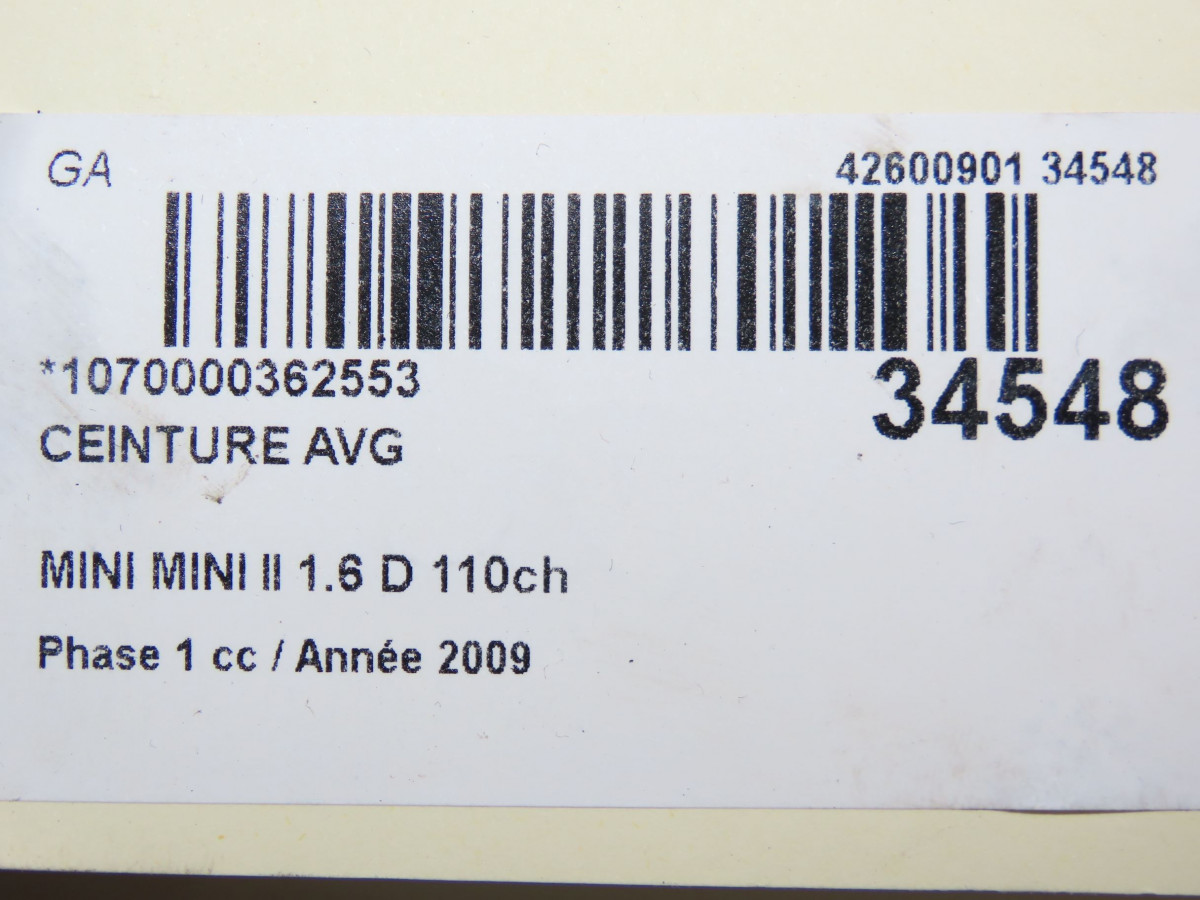 GA 42600901 34548
*1070000362553 34548
CEINTURE AVG
MINI MINI II 1.6 D 110ch
Phase 1 cc / Année 2009